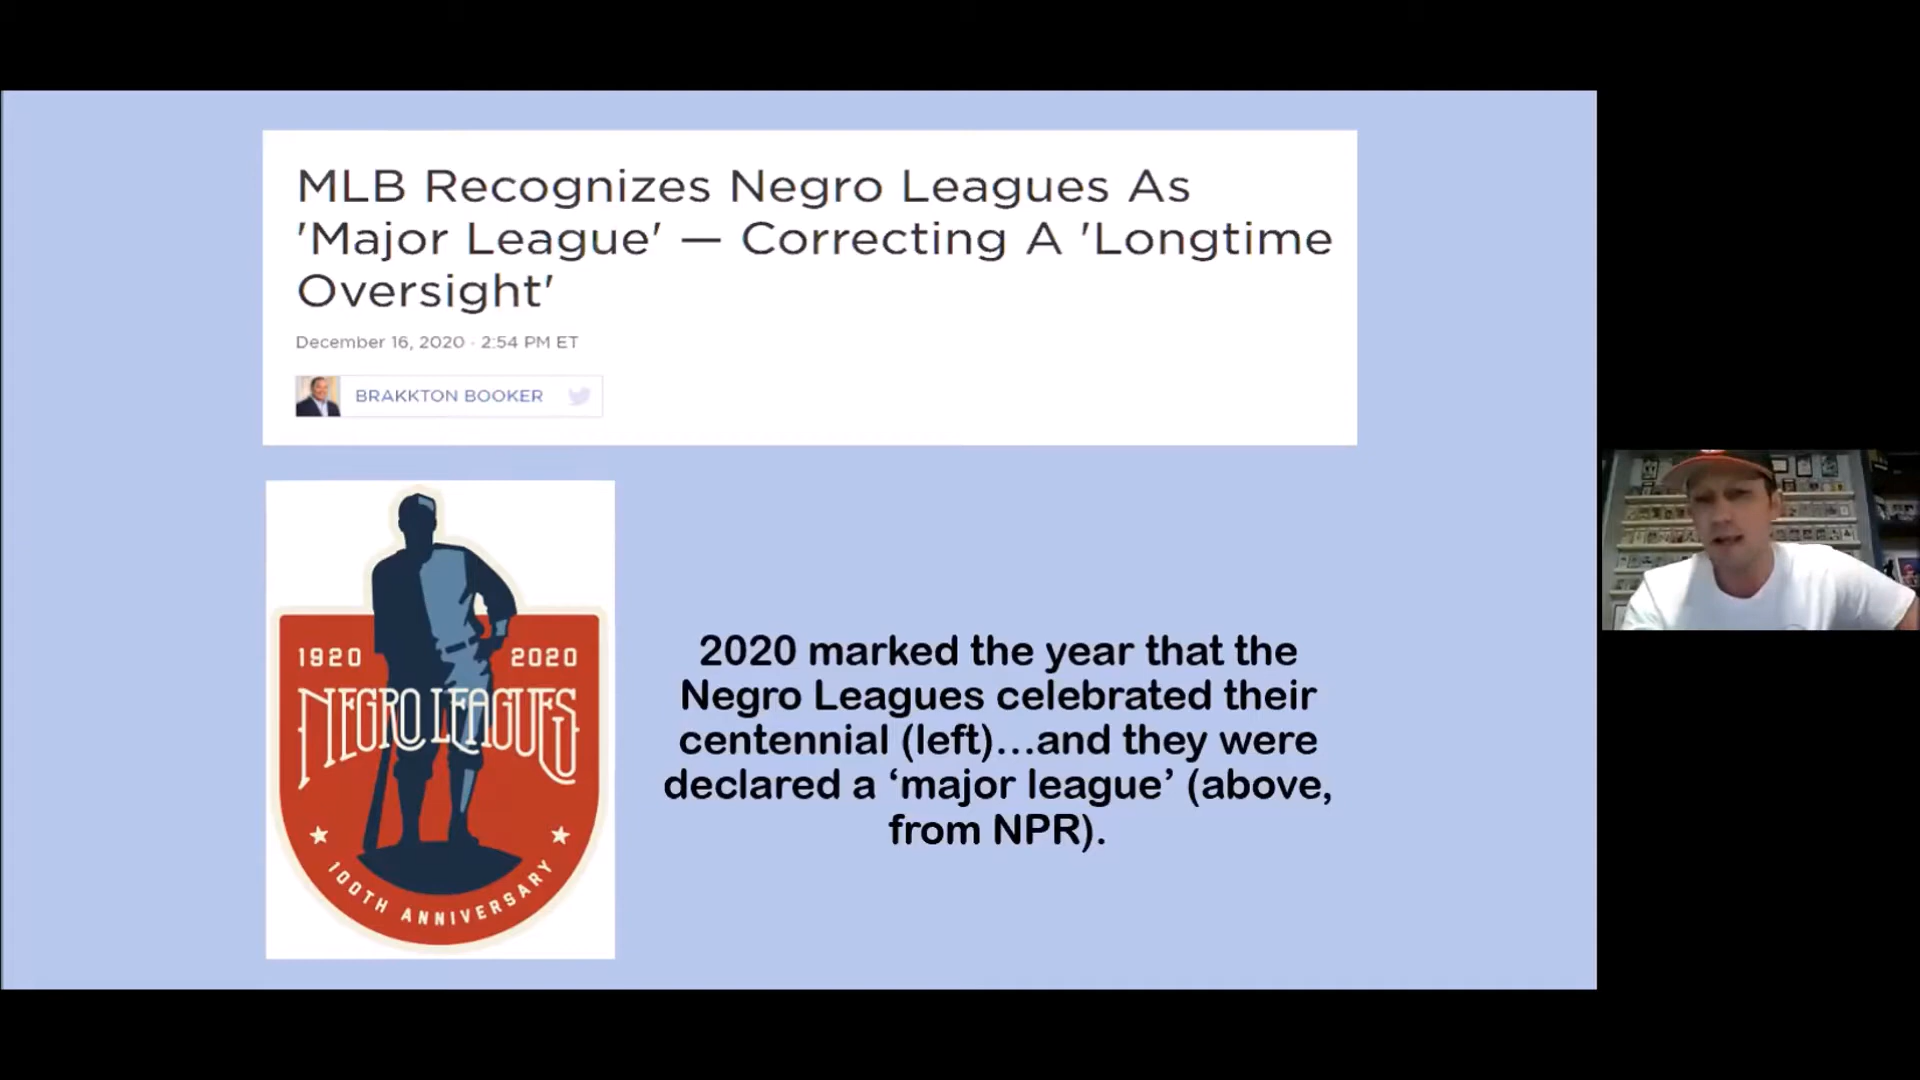 MLB Recognizes Negro Leagues As
'Major League' — Correcting A 'Longtime
Oversight'
December 16, 2020 · 2:54 PM ET
BRAKKTON BOOKER
1920 2020
NEGRO LEAGUES
100TH ANNIVERSARY
2020 marked the year that the
Negro Leagues celebrated their
centennial (left)…and they were
declared a ‘major league’ (above,
from NPR).